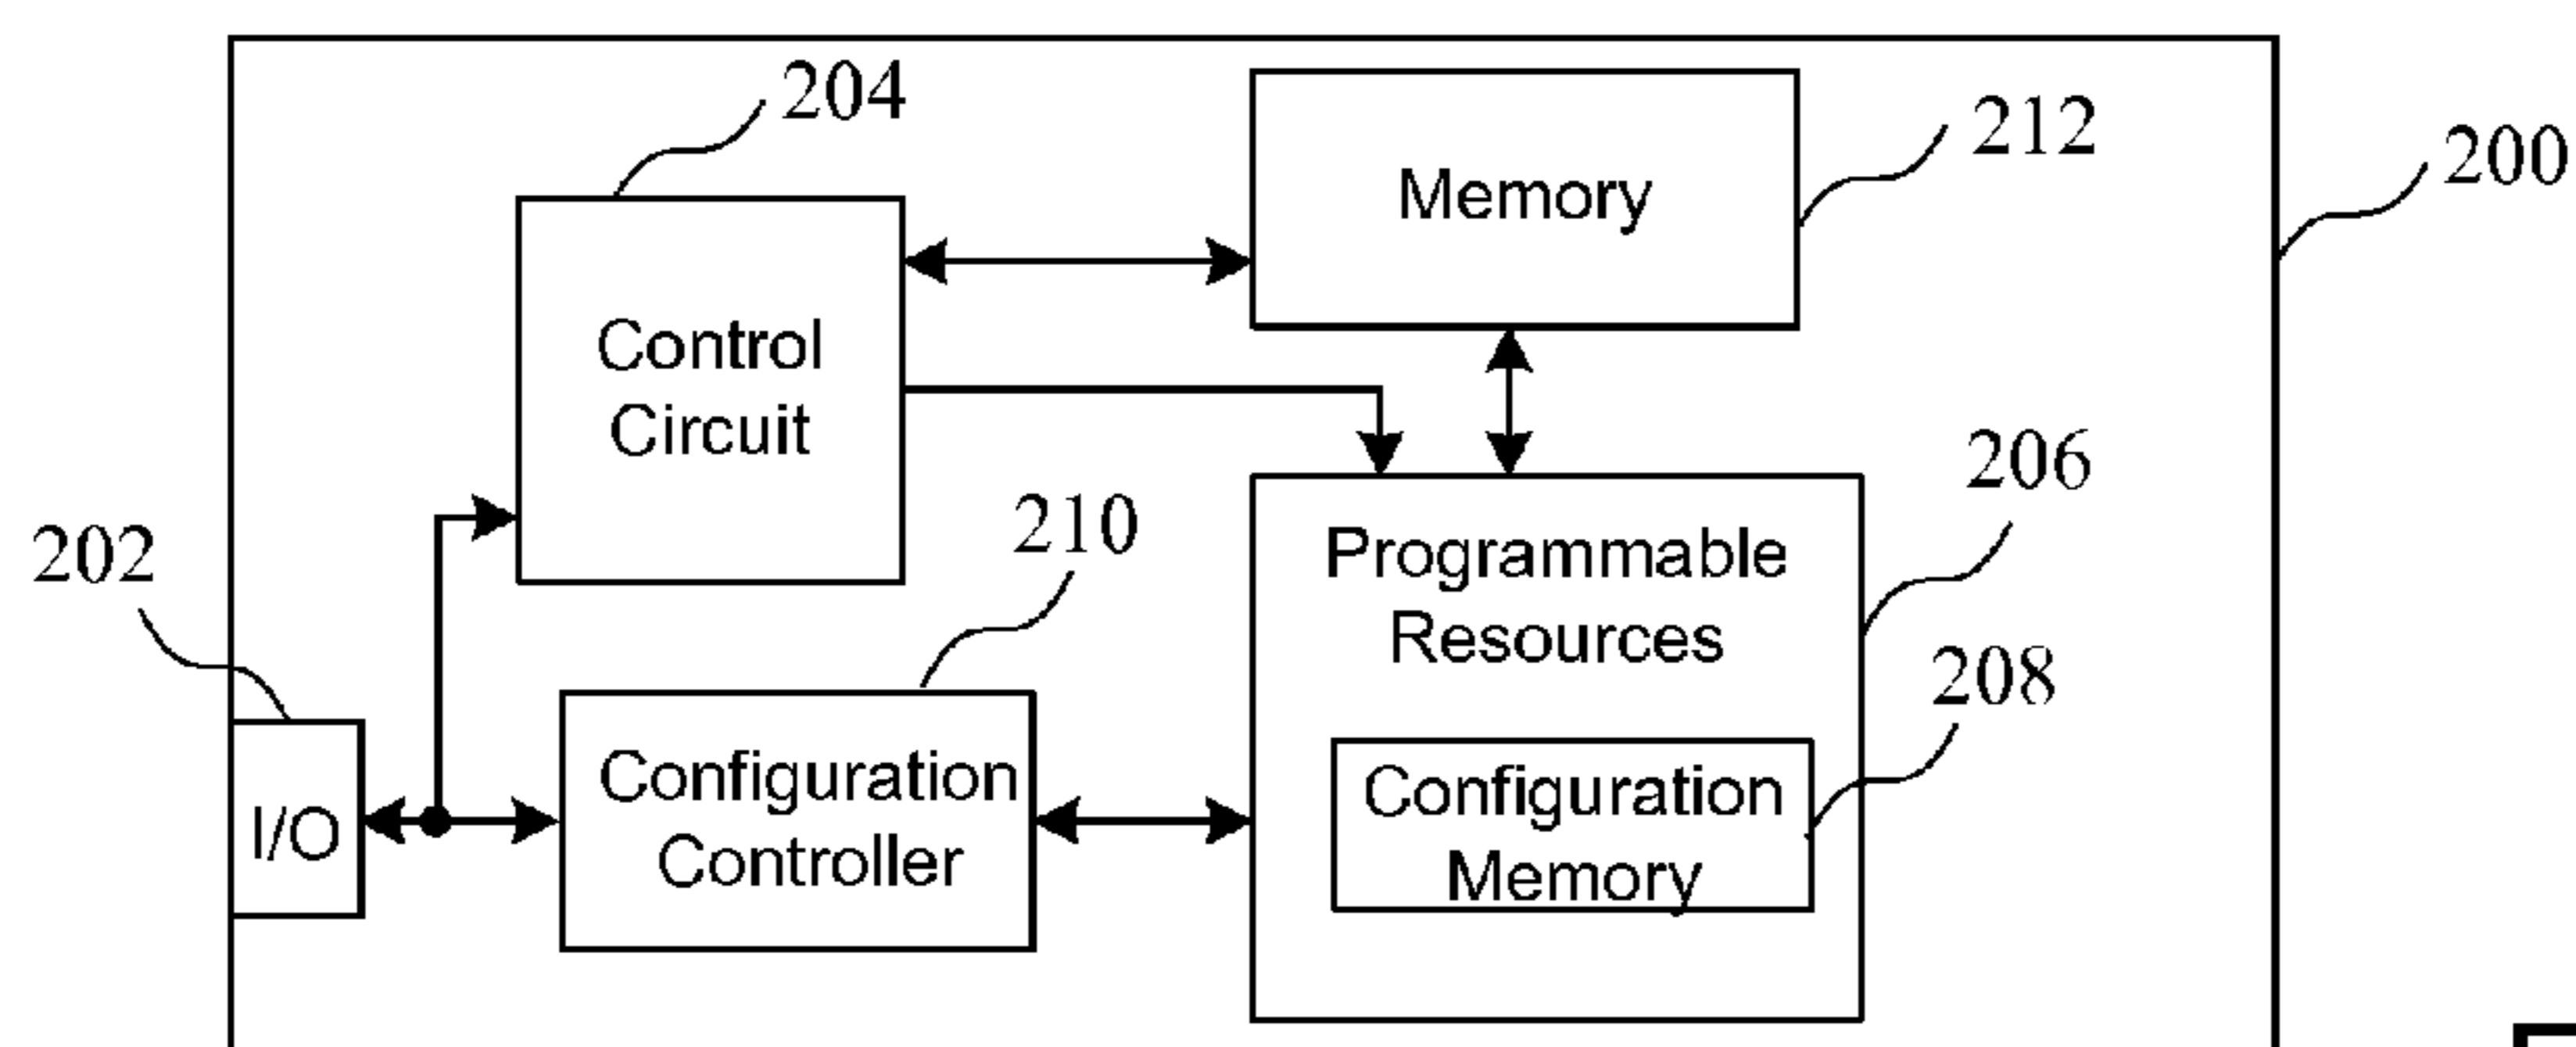 204
212
200
Memory
Control
Circuit
206
210
202
Programmable
Resources
208
Configuration
Controller
Configuration
Memory
I/O